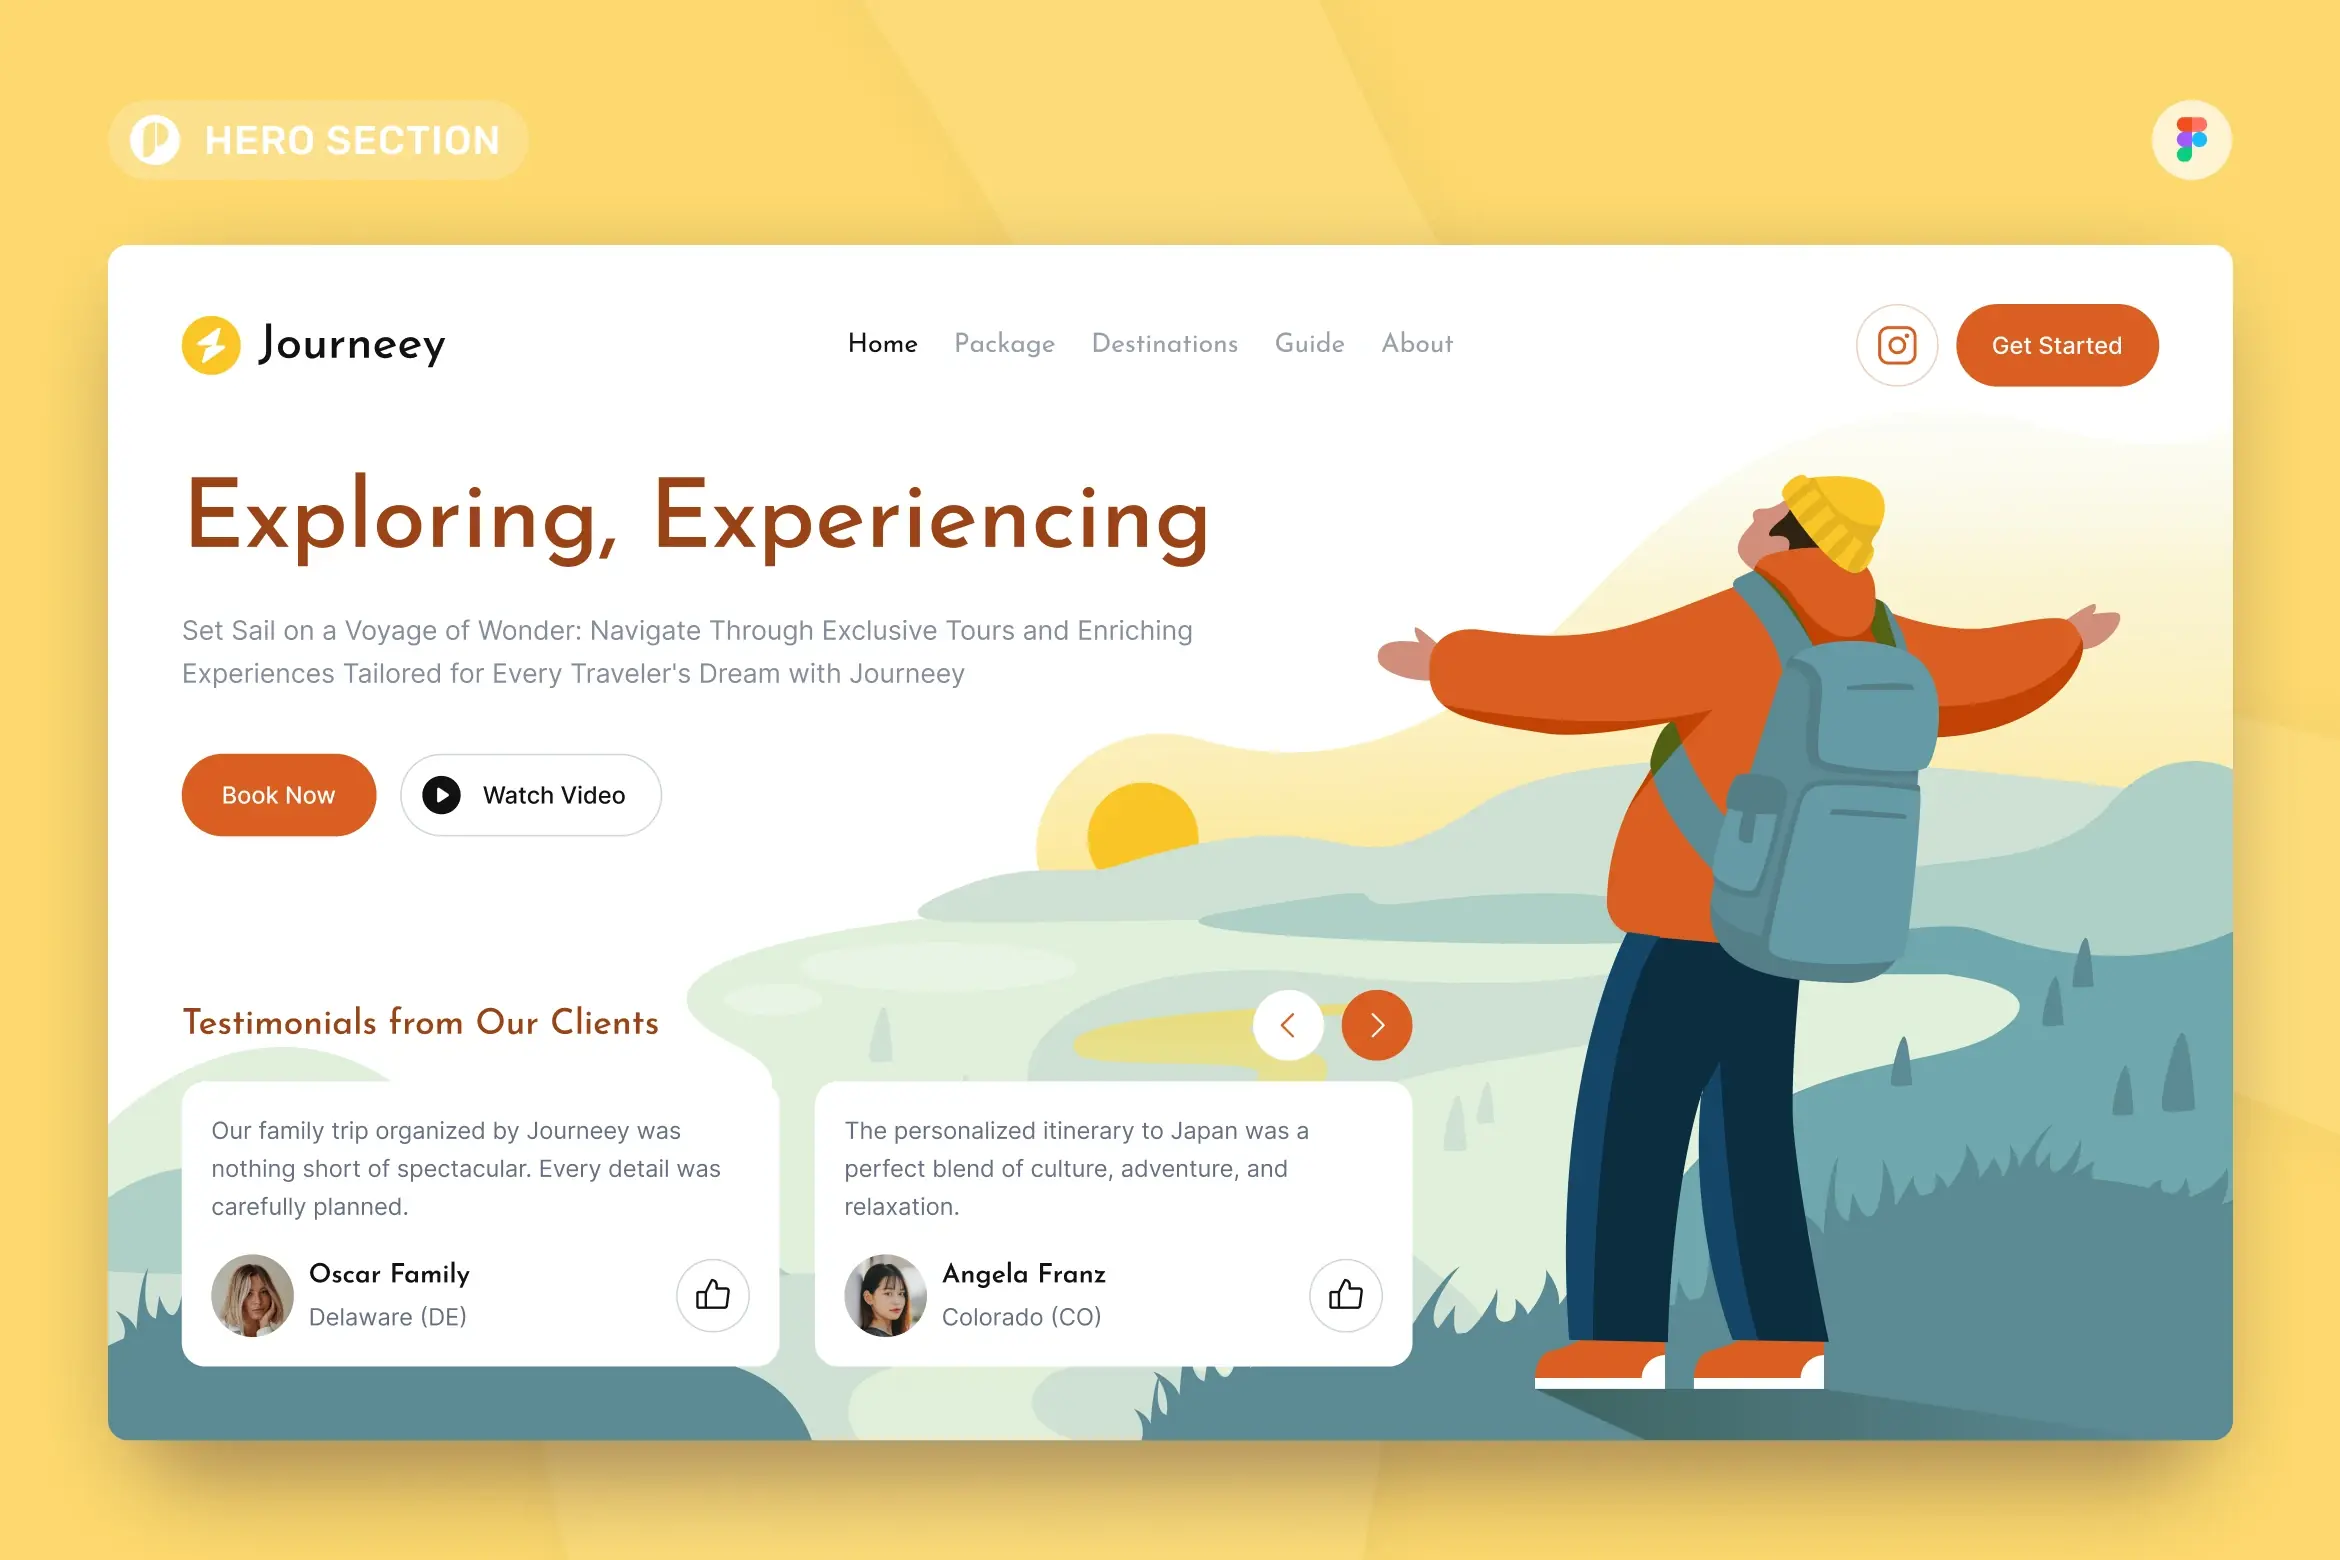 HERO SECTION
Journeey
Home Package Destinations Guide About
Get Started
Exploring, Experiencing
Set Sail on a Voyage of Wonder: Navigate Through Exclusive Tours and Enriching
Experiences Tailored for Every Traveler's Dream with Journeey
Book Now
Watch Video
Testimonials from Our Clients
Our family trip organized by Journeey was
nothing short of spectacular. Every detail was
carefully planned.
Oscar Family
Delaware (DE)
The personalized itinerary to Japan was a
perfect blend of culture, adventure, and
relaxation.
Angela Franz
Colorado (CO)